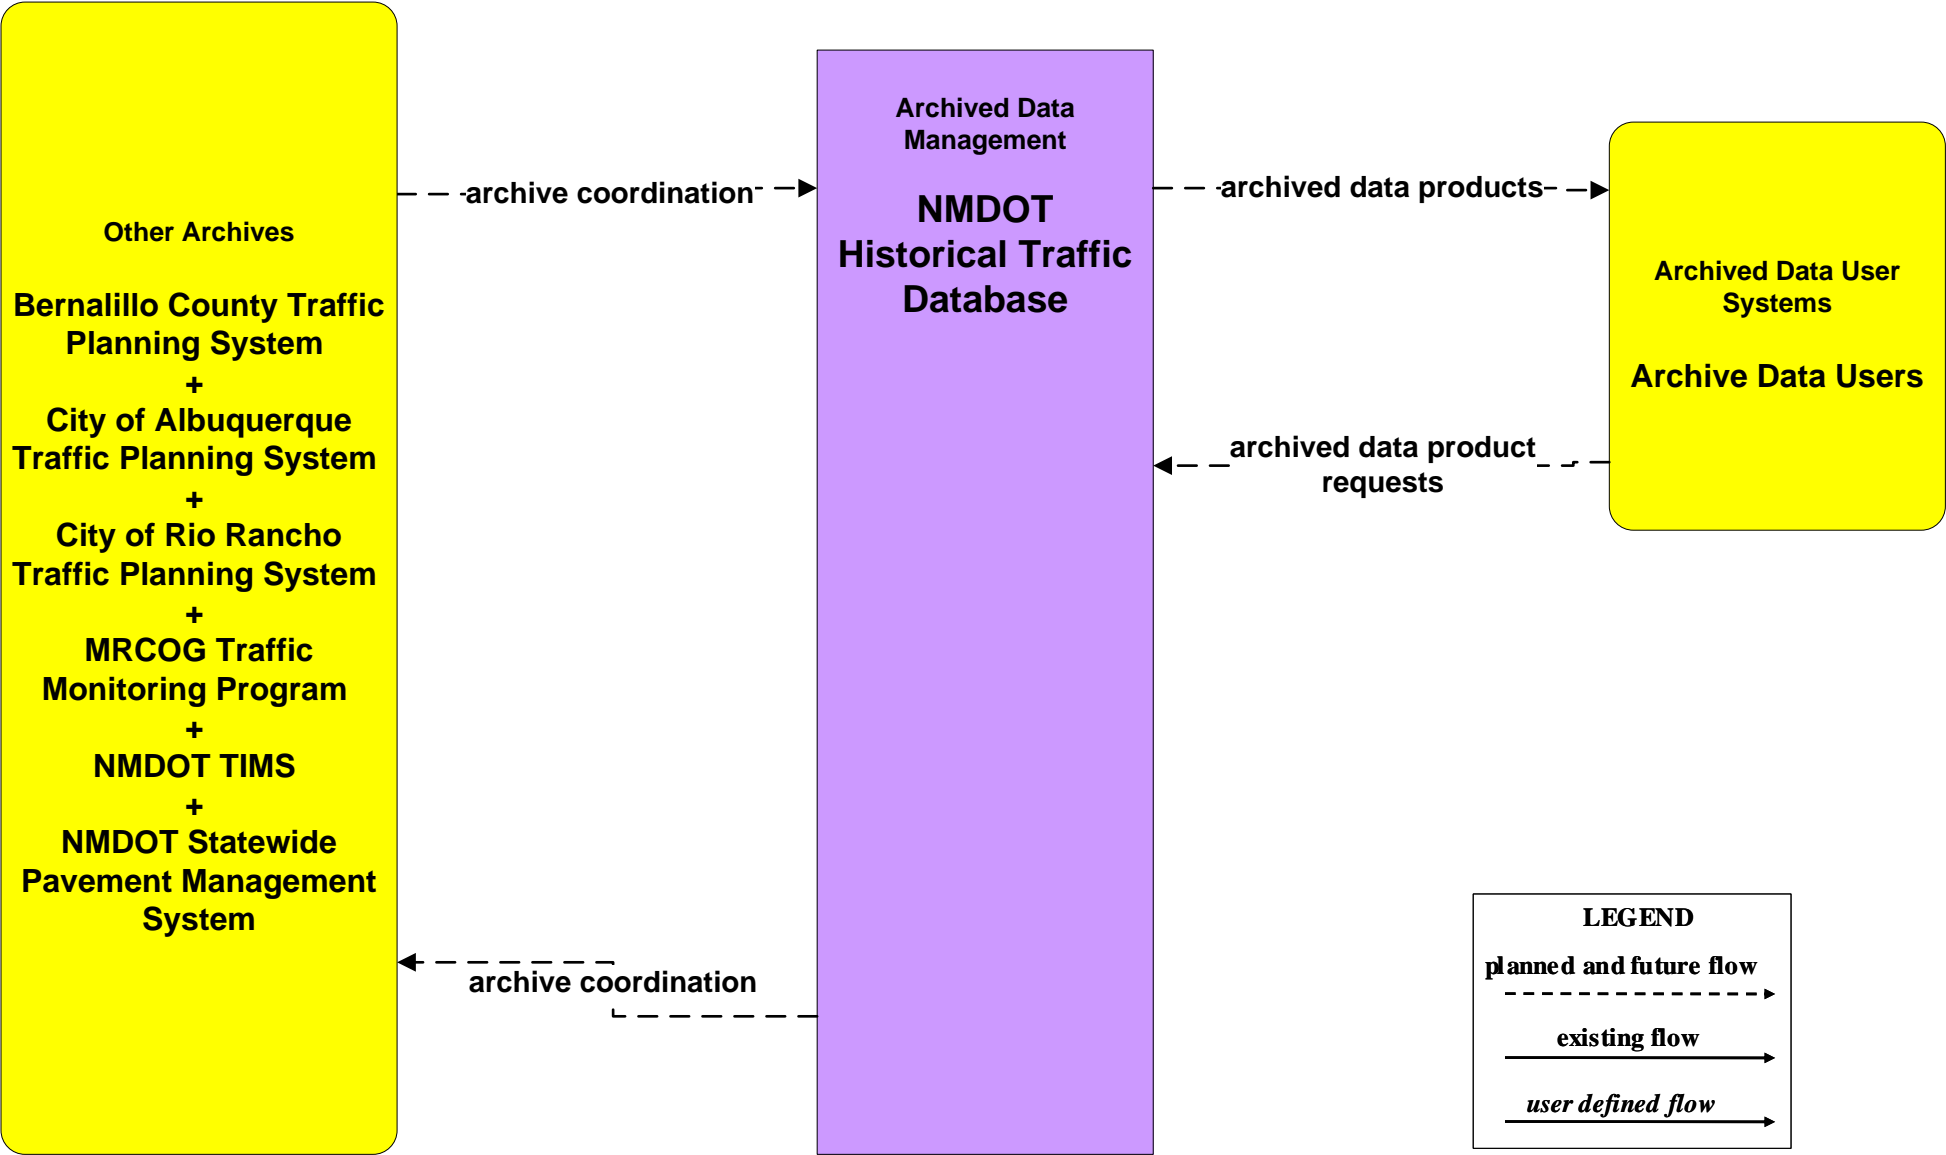 Other Archives
Bernalillo County Traffic
Planning System
+
City of Albuquerque
Traffic Planning System
+
City of Rio Rancho
Traffic Planning System
+
MRCOG Traffic
Monitoring Program
+
NMDOT TIMS
+
NMDOT Statewide
Pavement Management
System
archive coordination
archive coordination
Archived Data
Management
NMDOT
Historical Traffic
Database
archived data products
archived data product
requests
Archived Data User
Systems
Archive Data Users
LEGEND
planned and future flow
existing flow
user defined flow